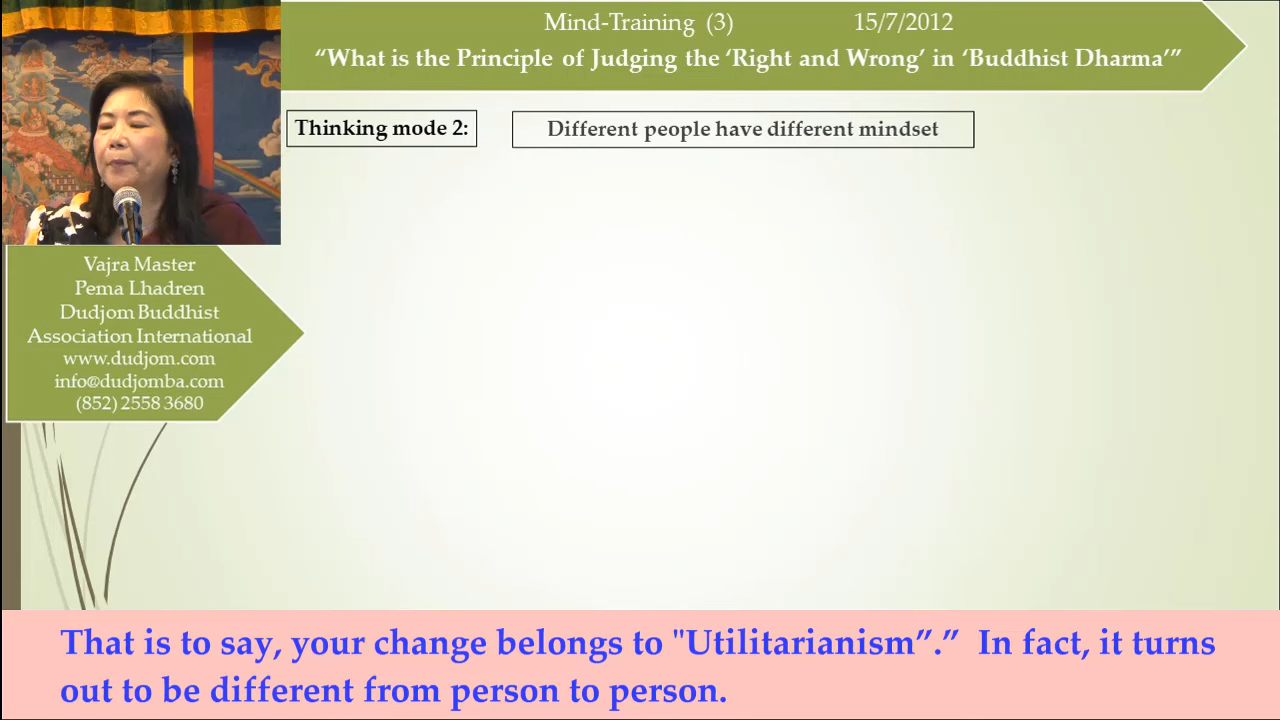 Mind-Training (3) 15/7/2012
“What is the Principle of Judging the ‘Right and Wrong’ in ‘Buddhist Dharma’”
Thinking mode 2: Different people have different mindset
Vajra Master
Pema Lhadren
Dudjom Buddhist
Association International
www.dudjom.com
info@dudjomba.com
(852) 2558 3680
That is to say, your change belongs to "Utilitarianism”.” In fact, it turns
out to be different from person to person.